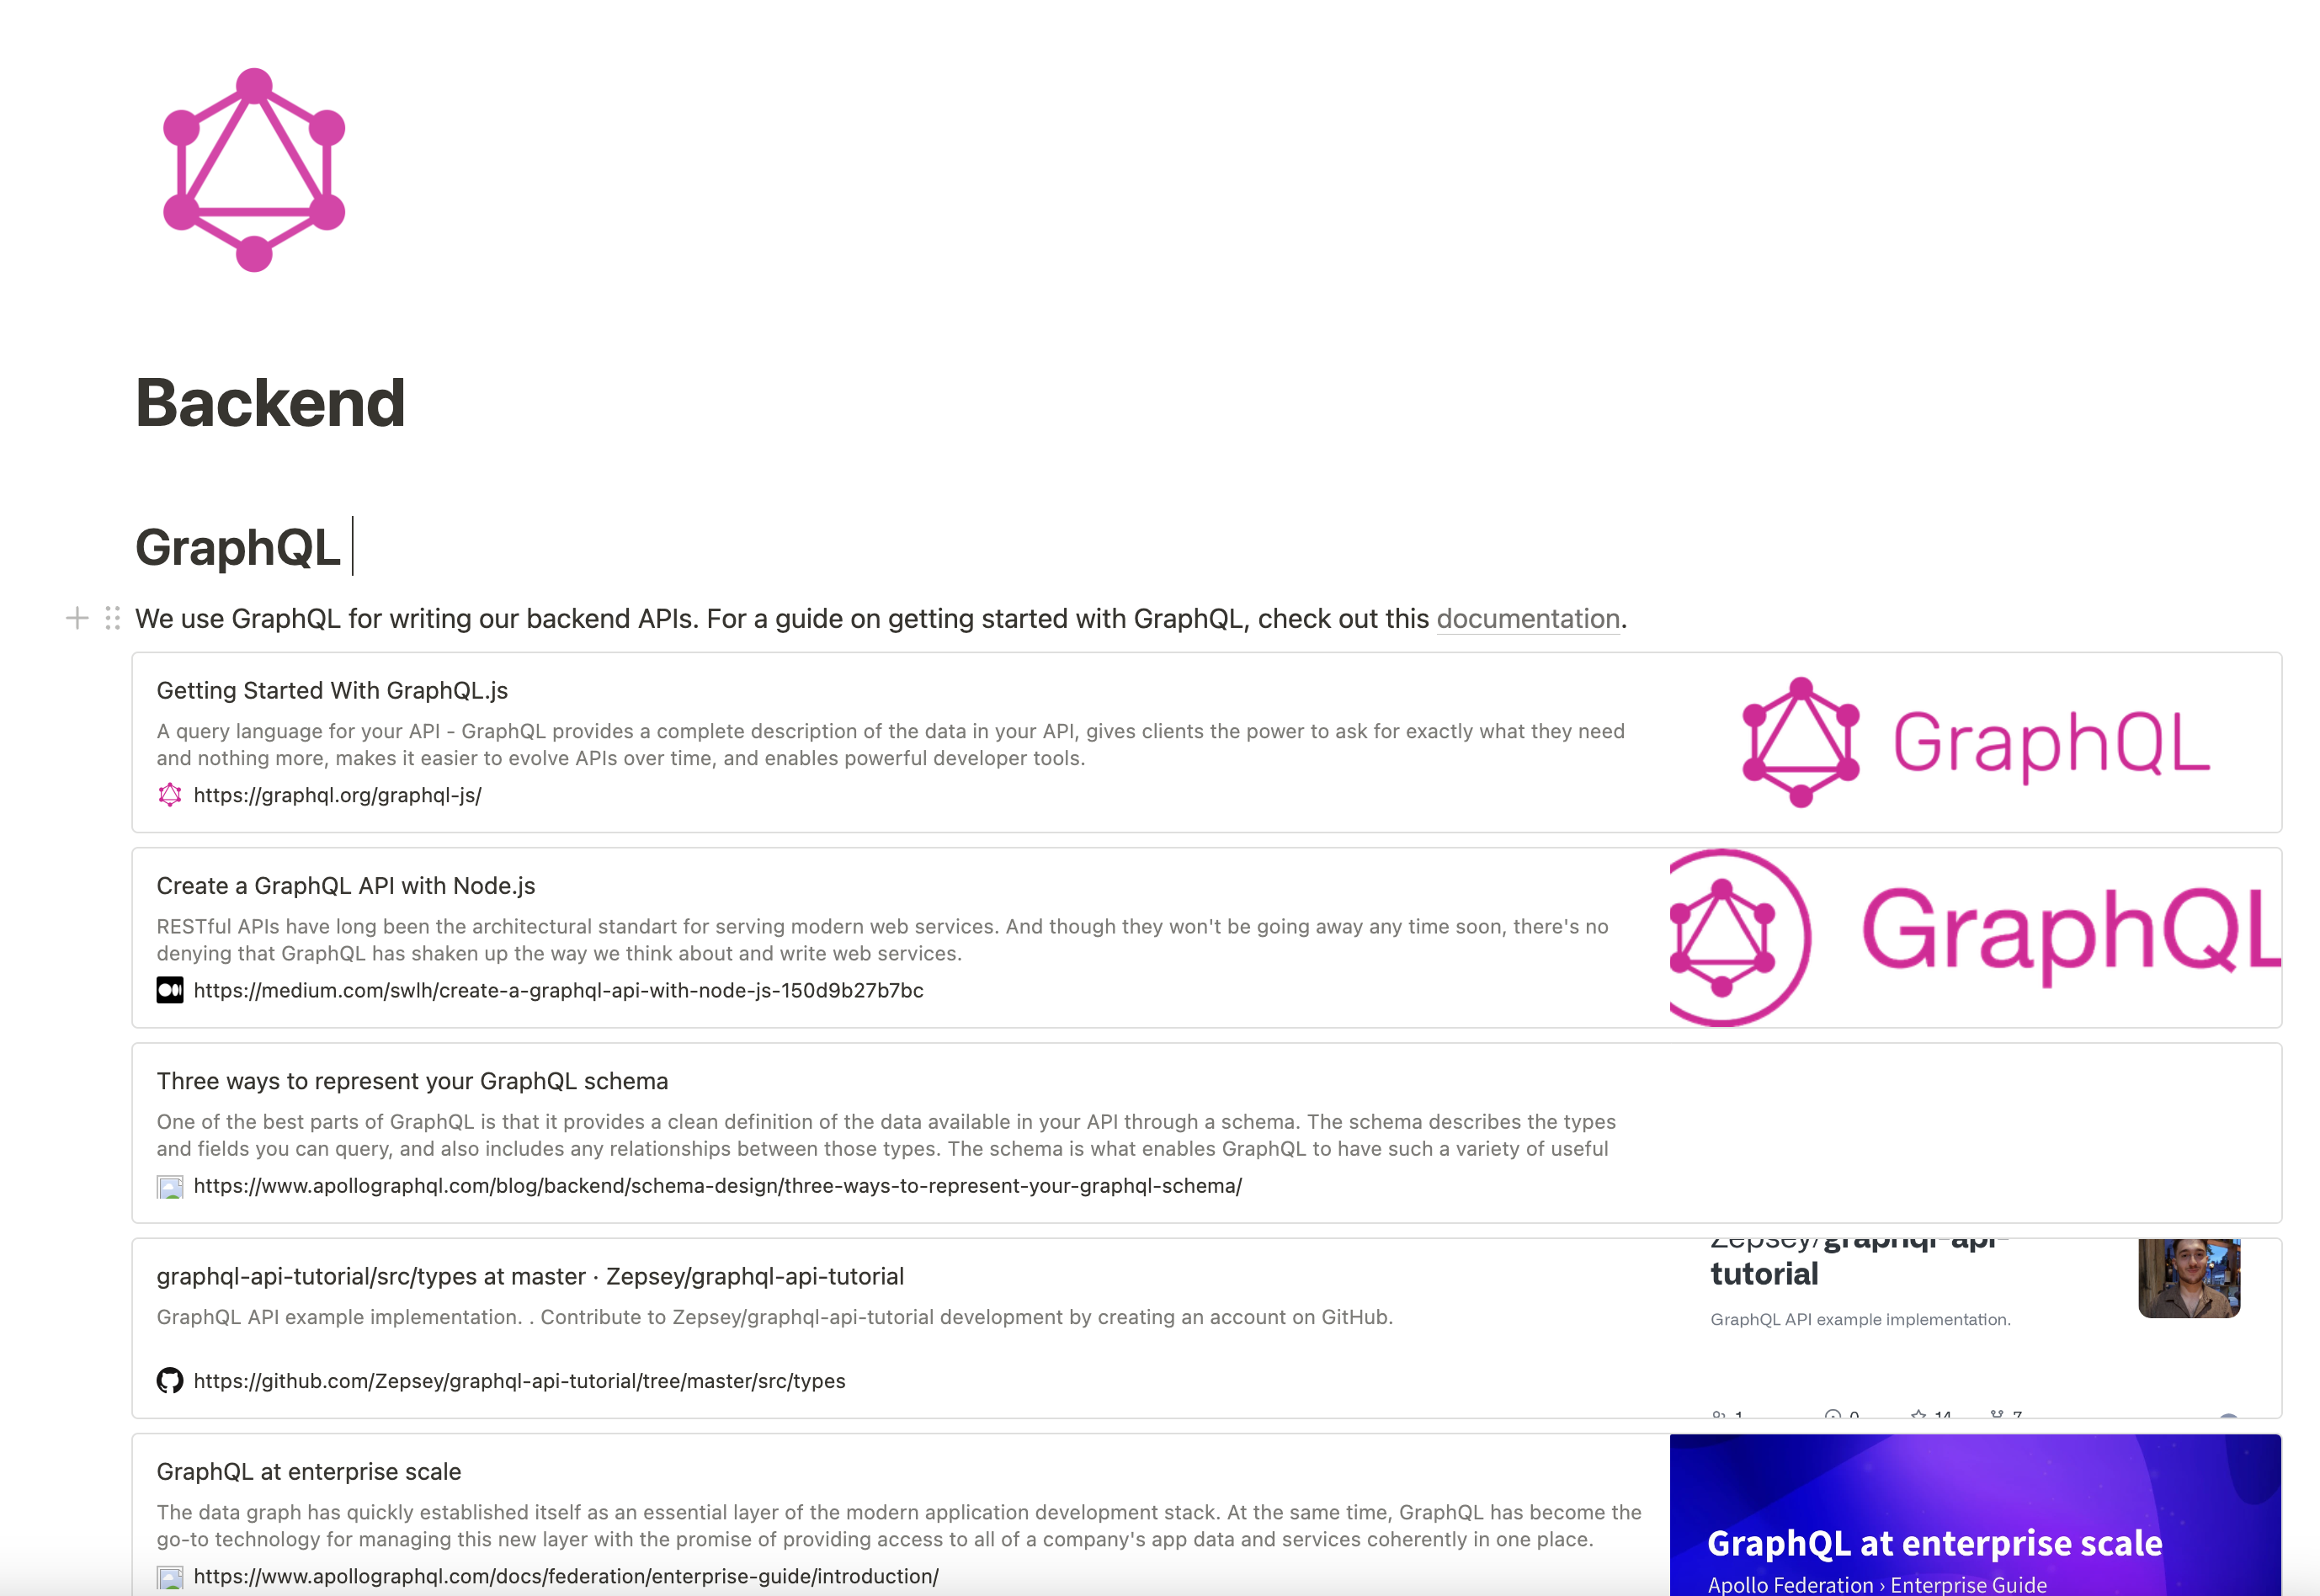 Backend
GraphQL
We use GraphQL for writing our backend APIs. For a guide on getting started with GraphQL, check out this documentation.
Getting Started With GraphQL.js
A query language for your API - GraphQL provides a complete description of the data in your API, gives clients the power to ask for exactly what they need
and nothing more, makes it easier to evolve APIs over time, and enables powerful developer tools.
https://graphql.org/graphql-js/
GraphQL
Create a GraphQL API with Node.js
RESTful APIs have long been the architectural standart for serving modern web services. And though they won't be going away any time soon, there's no
denying that GraphQL has shaken up the way we think about and write web services.
https://medium.com/swlh/create-a-graphql-api-with-node-js-150d9b27b7bc
GraphQL
Three ways to represent your GraphQL schema
One of the best parts of GraphQL is that it provides a clean definition of the data available in your API through a schema. The schema describes the types
and fields you can query, and also includes any relationships between those types. The schema is what enables GraphQL to have such a variety of useful
https://www.apollographql.com/blog/backend/schema-design/three-ways-to-represent-your-graphql-schema/
graphql-api-tutorial/src/types at master · Zepsey/graphql-api-tutorial
GraphQL API example implementation. . Contribute to Zepsey/graphql-api-tutorial development by creating an account on GitHub.
https://github.com/Zepsey/graphql-api-tutorial/tree/master/src/types
Zepsey/graphql-api-
tutorial
GraphQL API example implementation.
1 0 14 7
GraphQL at enterprise scale
The data graph has quickly established itself as an essential layer of the modern application development stack. At the same time, GraphQL has become the
go-to technology for managing this new layer with the promise of providing access to all of a company's app data and services coherently in one place.
https://www.apollographql.com/docs/federation/enterprise-guide/introduction/
GraphQL at enterprise scale
Apollo Federation › Enterprise Guide